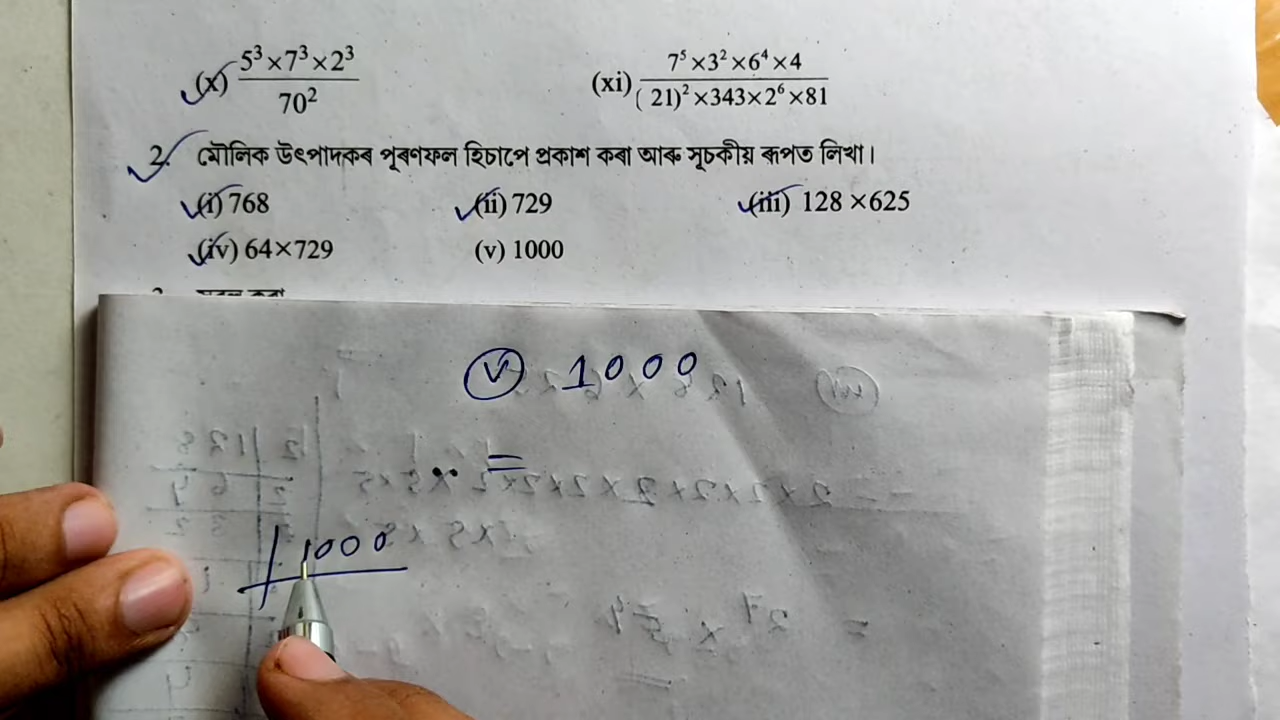 (x) 5³×7³×2³ / 70² (xi) 7⁵×3²×6⁴×4 / (21)²×343×2⁶×81
2. মৌলিক উৎপাদকৰ পূৰণফল হিচাপে প্ৰকাশ কৰা আৰু সূচকীয় ৰূপত লিখা।
(i) 768 (ii) 729 (iii) 128 ×625
(iv) 64×729 (v) 1000
(v) 1000
=
1000